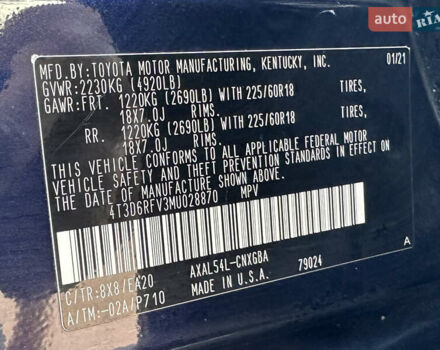 auto RIA
MFD.BY:TOYOTA MOTOR MANUFACTURING, KENTUCKY, INC. 01/21
GVWR:2230KG (4920LB)
GAWR:FRT. 1220KG (2690LB) WITH 225/60R18 TIRES,
18X7.0J RIMS.
RR. 1220KG (2690LB) WITH 225/60R18 TIRES,
18X7.0J RIMS.
THIS VEHICLE CONFORMS TO ALL APPLICABLE FEDERAL MOTOR
VEHICLE SAFETY AND THEFT PREVENTION STANDARDS IN EFFECT ON
THE DATE OF MANUFACTURE SHOWN ABOVE.
4T3DGRFV3MU028870 MPV
C/TR:8X8/EA20 AXAL54L-CNXGBA A
A/TM:-02A/P710 MADE IN U.S.A. 79024